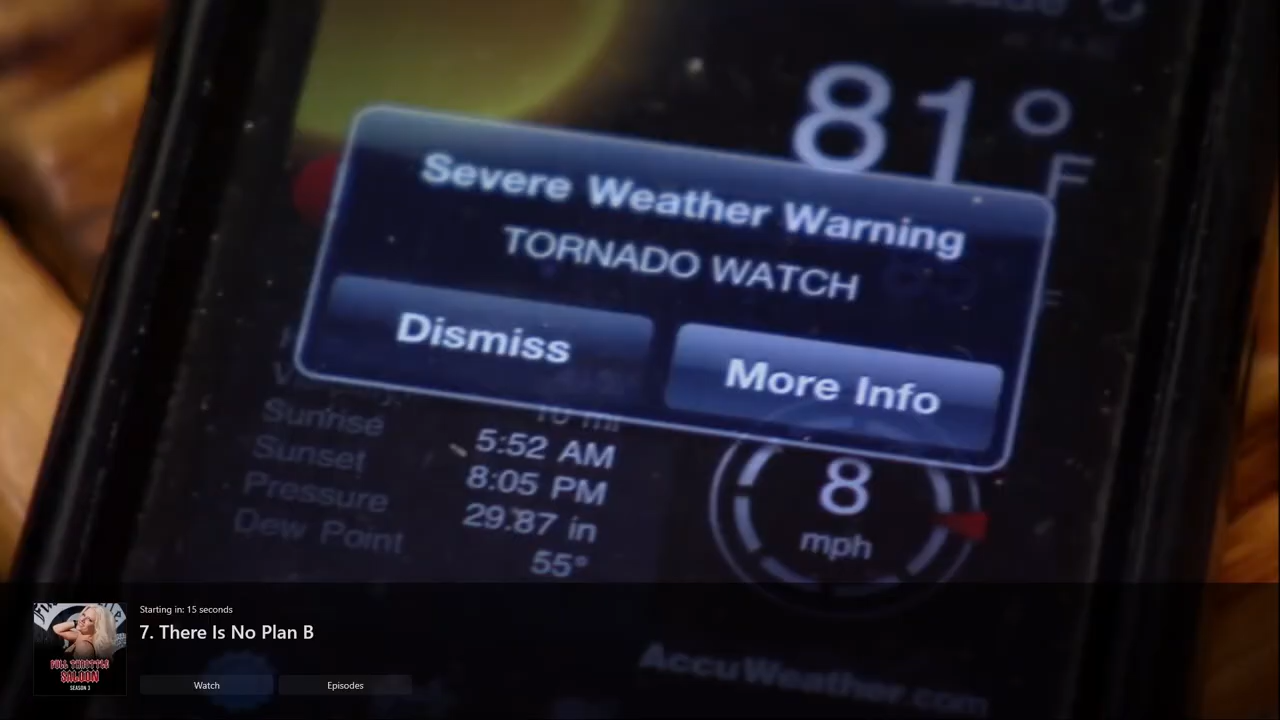 81°
F
Severe Weather Warning
TORNADO WATCH
Dismiss
More Info
10 mi
Sunrise
5:52 AM
Sunset
8:05 PM
Pressure
29.87 in
Dew Point
55°
8
mph
AccuWeather.com
Starting in: 15 seconds
7. There Is No Plan B
FULL THROTTLE
SALOON
SEASON 3
Watch
Episodes